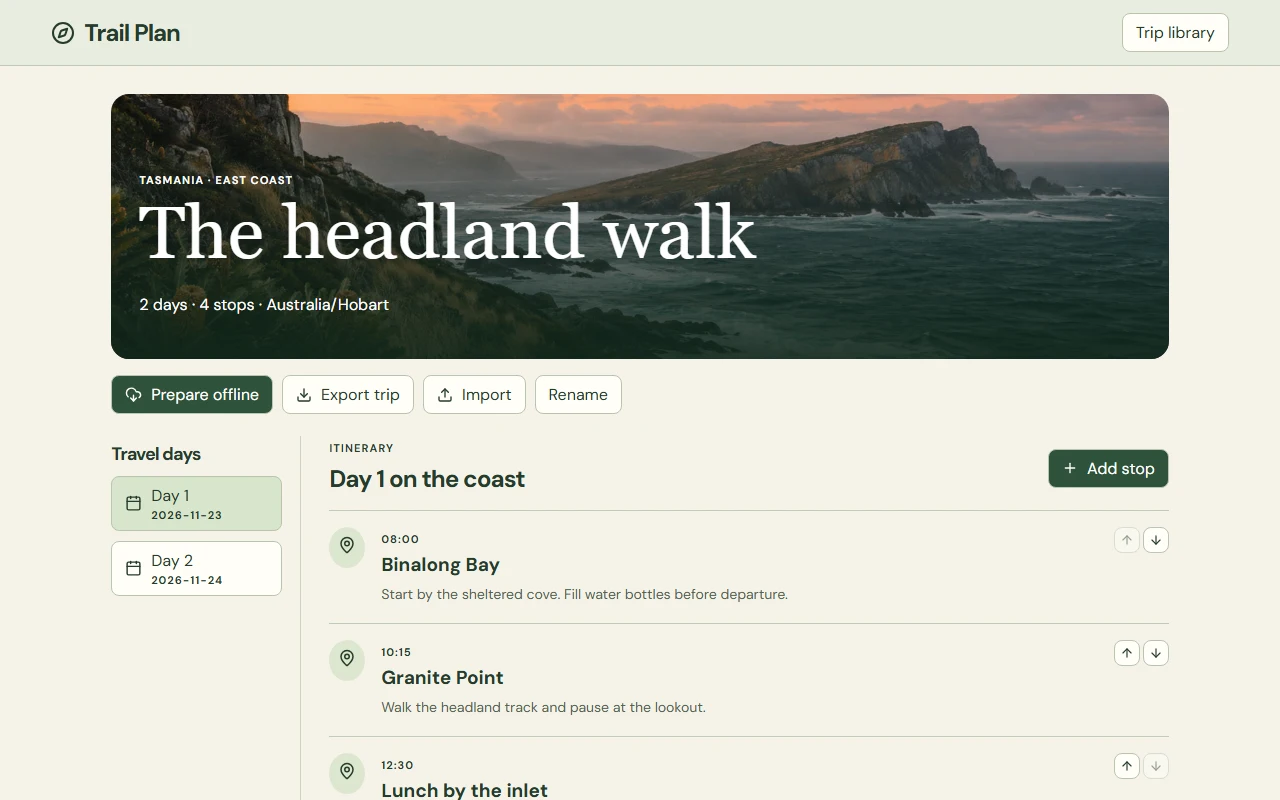 Trail Plan
Trip library
TASMANIA · EAST COAST
The headland walk
2 days · 4 stops · Australia/Hobart
Prepare offline
Export trip
Import
Rename
Travel days
Day 1
2026-11-23
Day 2
2026-11-24
ITINERARY
Day 1 on the coast
Add stop
08:00
Binalong Bay
Start by the sheltered cove. Fill water bottles before departure.
10:15
Granite Point
Walk the headland track and pause at the lookout.
12:30
Lunch by the inlet